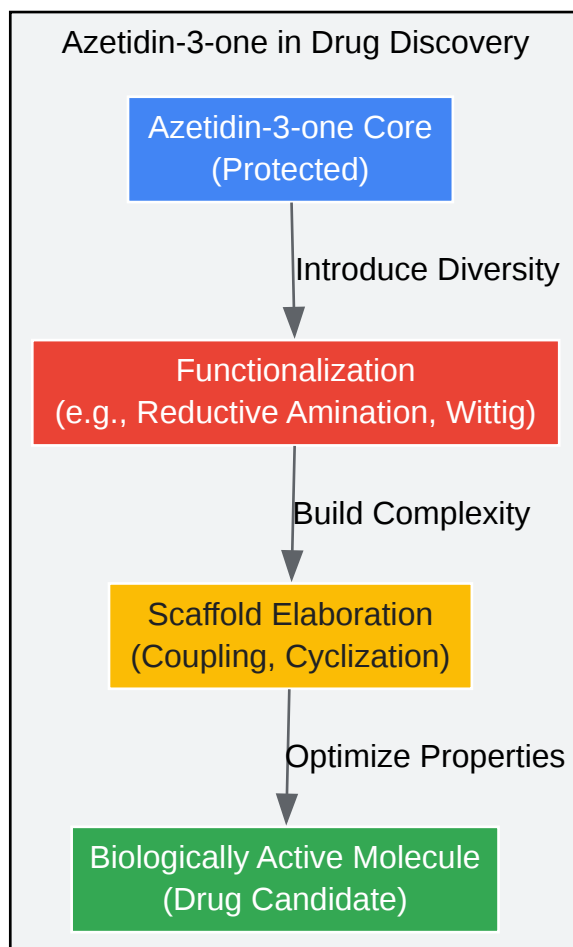 Azetidin-3-one in Drug Discovery
Azetidin-3-one Core
(Protected)
Introduce Diversity
Functionalization
(e.g., Reductive Amination, Wittig)
Build Complexity
Scaffold Elaboration
(Coupling, Cyclization)
Optimize Properties
Biologically Active Molecule
(Drug Candidate)